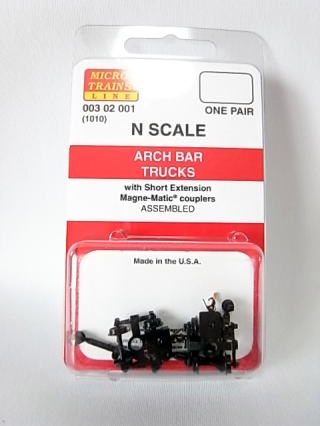 MICRO
TRAINS
LINE
003 02 001
(1010)
ONE PAIR
N SCALE
ARCH BAR
TRUCKS
with Short Extension
Magne-Matic® couplers
ASSEMBLED
Made in the U.S.A.